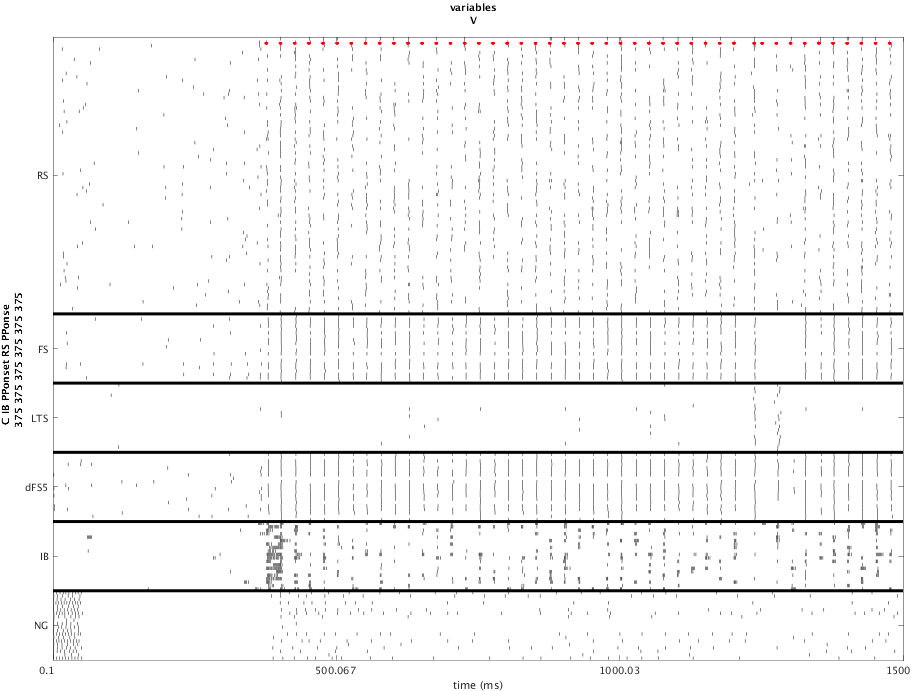 variables
V
C IB PPonset RS PPonse
375 375 375 375 375 375
RS
FS
LTS
dFS5
IB
NG
0.1
500.067
1000.03
1500
time (ms)